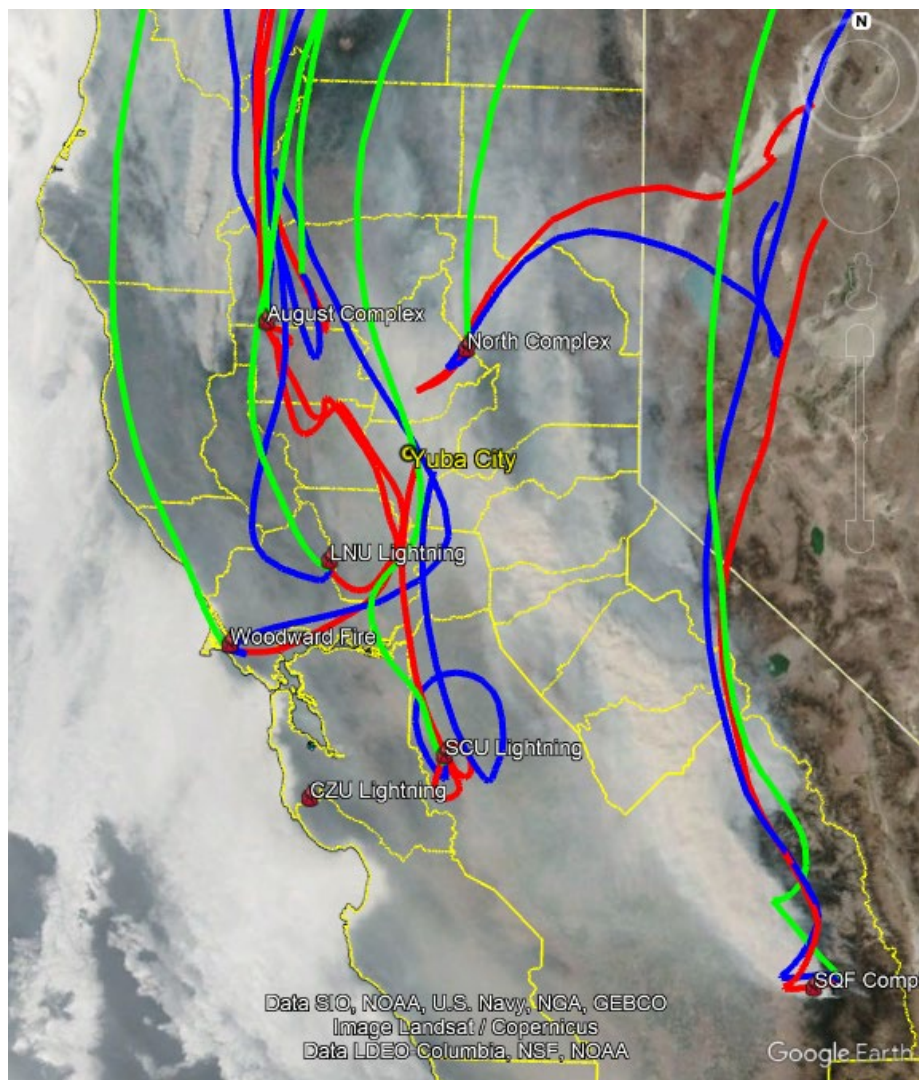 N
August Complex
North Complex
Yuba City
LNU Lightning
Woodward Fire
SCU Lightning
CZU Lightning
SQF Comp
Data SIO, NOAA, U.S. Navy, NGA, GEBCO
Image Landsat / Copernicus
Data LDEO-Columbia, NSF, NOAA
Google Earth